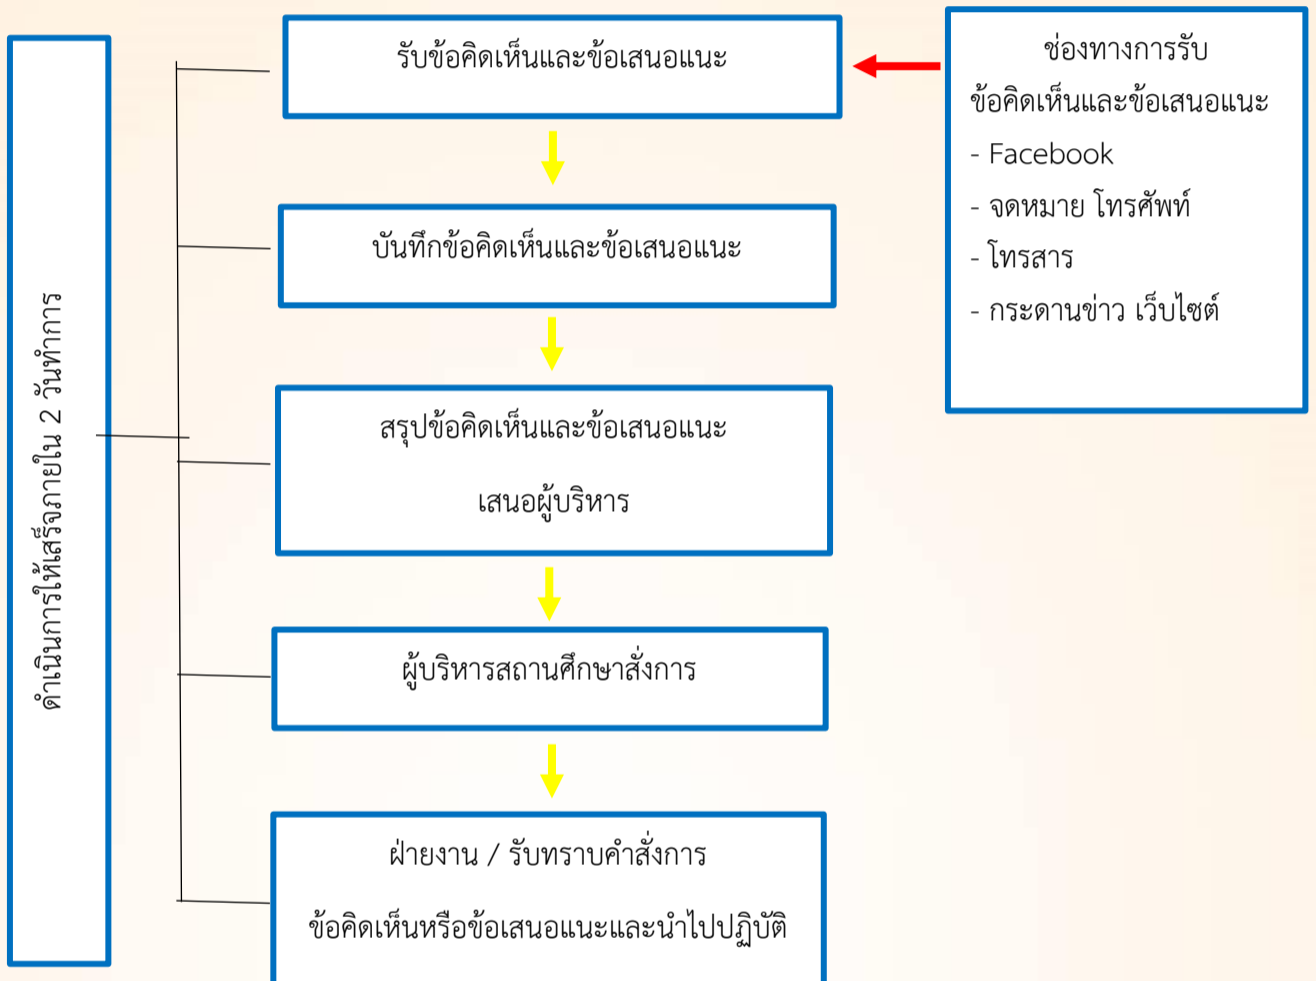 รับข้อคิดเห็นและข้อเสนอแนะ
ช่องทางการรับ
ข้อคิดเห็นและข้อเสนอแนะ
- Facebook
- จดหมาย โทรศัพท์
- โทรสาร
- กระดานข่าว เว็บไซต์
บันทึกข้อคิดเห็นและข้อเสนอแนะ
สรุปข้อคิดเห็นและข้อเสนอแนะ
เสนอผู้บริหาร
ผู้บริหารสถานศึกษาสั่งการ
ฝ่ายงาน / รับทราบคำสั่งการ
ข้อคิดเห็นหรือข้อเสนอแนะและนำไปปฏิบัติ
ดำเนินการให้เสร็จภายใน 2 วันทำการ